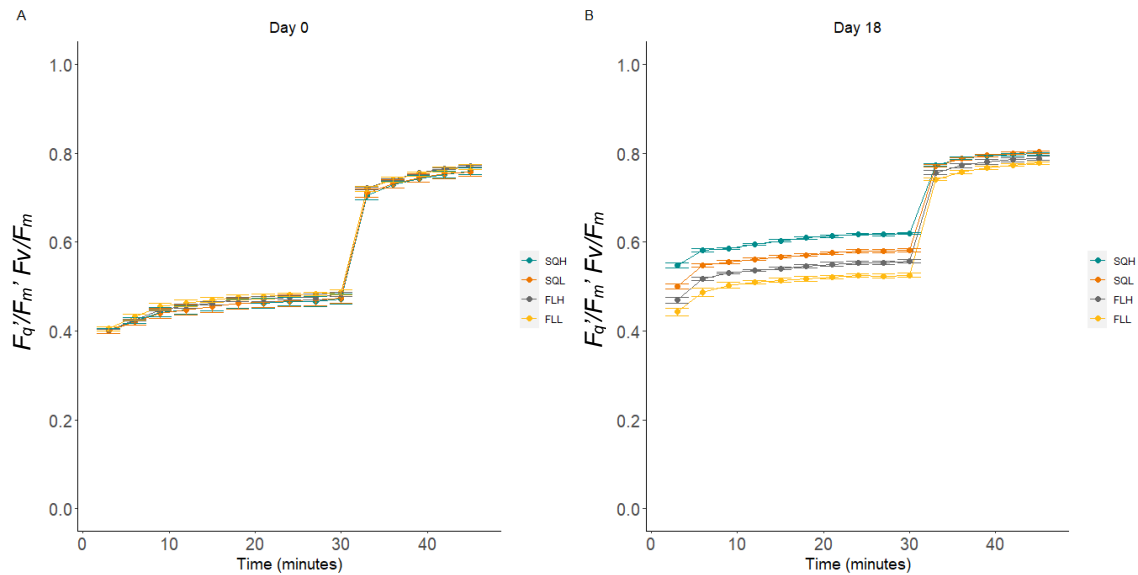 A
Day 0
Fq'/Fm', Fv/Fm
1.0
0.8
0.6
0.4
0.2
0.0
0
10
20
30
40
Time (minutes)
SQH
SQL
FLH
FLL
B
Day 18
Fq'/Fm', Fv/Fm
1.0
0.8
0.6
0.4
0.2
0.0
0
10
20
30
40
Time (minutes)
SQH
SQL
FLH
FLL